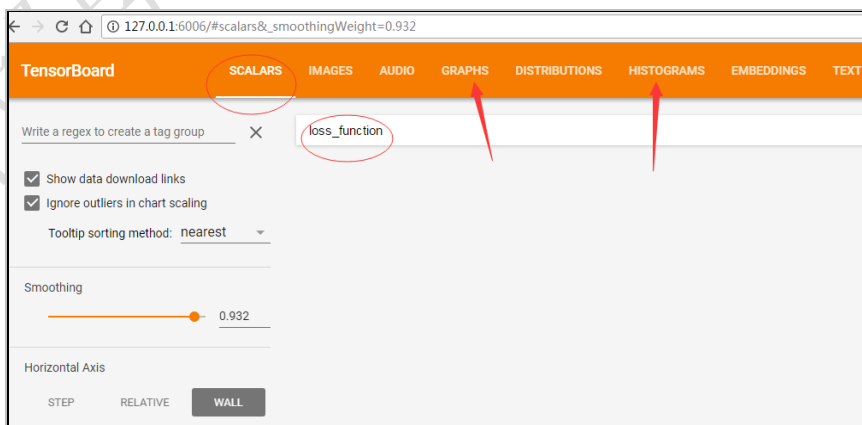 127.0.0.1:6006/#scalars&_smoothingWeight=0.932
TensorBoard SCALARS IMAGES AUDIO GRAPHS DISTRIBUTIONS HISTOGRAMS EMBEDDINGS TEXT
Write a regex to create a tag group
loss_function
Show data download links
Ignore outliers in chart scaling
Tooltip sorting method: nearest
Smoothing
0.932
Horizontal Axis
STEP RELATIVE WALL